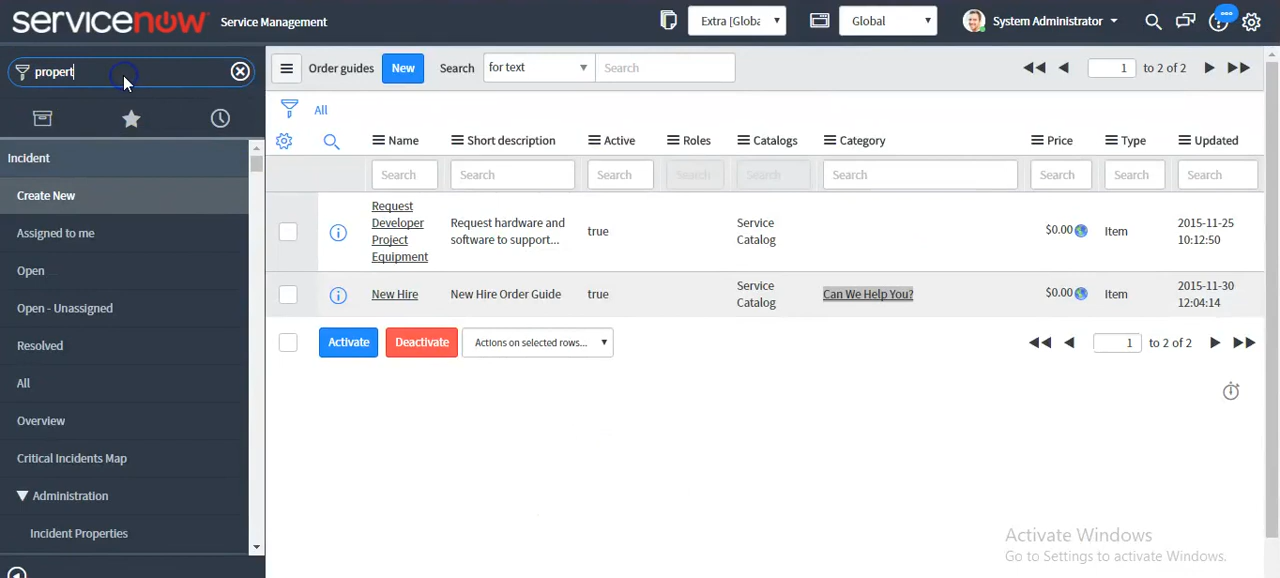 servicenow Service Management
Extra [Globa
Global
System Administrator
propert
Order guides New Search for text Search
1 to 2 of 2
All
Name Short description Active Roles Catalogs Category Price Type Updated
Search Search Search Search Search Search Search Search Search
Incident
Create New
Assigned to me
Open
Open - Unassigned
Resolved
All
Overview
Critical Incidents Map
Administration
Incident Properties
Request
Developer
Project
Equipment
Request hardware and
software to support...
true
Service
Catalog
$0.00
Item
2015-11-25
10:12:50
New Hire
New Hire Order Guide
true
Service
Catalog
Can We Help You?
$0.00
Item
2015-11-30
12:04:14
Activate Deactivate Actions on selected rows...
1 to 2 of 2
Activate Windows
Go to Settings to activate Windows.